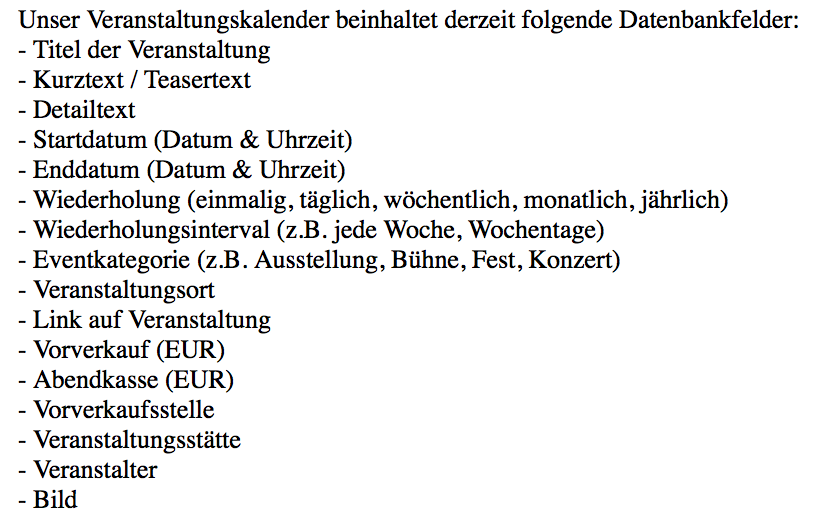 Unser Veranstaltungskalender beinhaltet derzeit folgende Datenbankfelder:
- Titel der Veranstaltung
- Kurztext / Teasertext
- Detailtext
- Startdatum (Datum & Uhrzeit)
- Enddatum (Datum & Uhrzeit)
- Wiederholung (einmalig, täglich, wöchentlich, monatlich, jährlich)
- Wiederholungsinterval (z.B. jede Woche, Wochentage)
- Eventkategorie (z.B. Ausstellung, Bühne, Fest, Konzert)
- Veranstaltungsort
- Link auf Veranstaltung
- Vorverkauf (EUR)
- Abendkasse (EUR)
- Vorverkaufsstelle
- Veranstaltungsstätte
- Veranstalter
- Bild